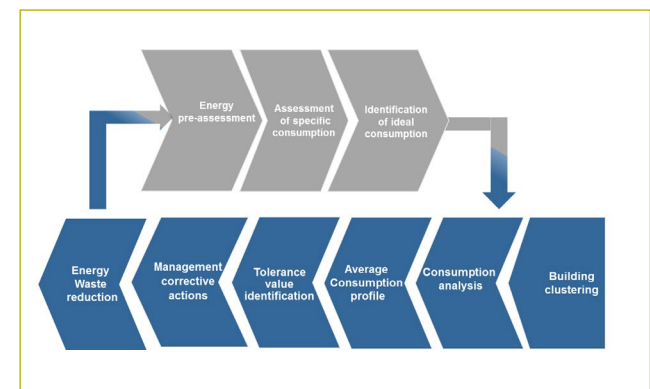 Energy
pre-assessment
Assessment
of specific
consumption
Identification
of ideal
consumption
Energy
Waste
reduction
Management
corrective
actions
Tolerance
value
identification
Average
Consumption
profile
Consumption
analysis
Building
clustering